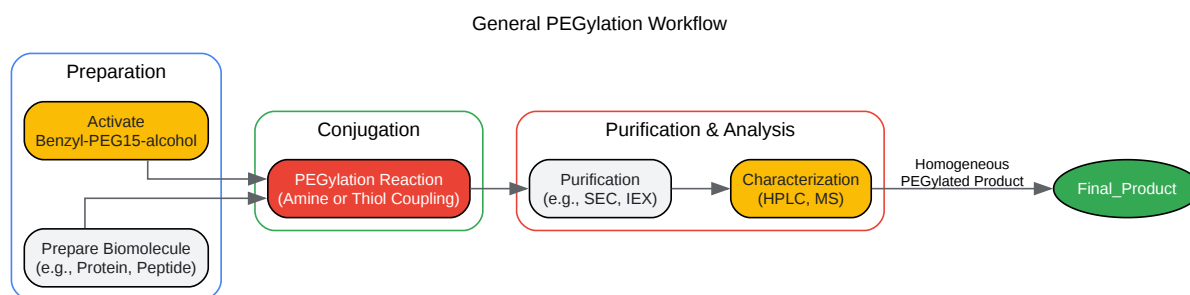 General PEGylation Workflow
Preparation
Activate
Benzyl-PEG15-alcohol
Prepare Biomolecule
(e.g., Protein, Peptide)
Conjugation
PEGylation Reaction
(Amine or Thiol Coupling)
Purification & Analysis
Purification
(e.g., SEC, IEX)
Characterization
(HPLC, MS)
Homogeneous
PEGylated Product
Final_Product